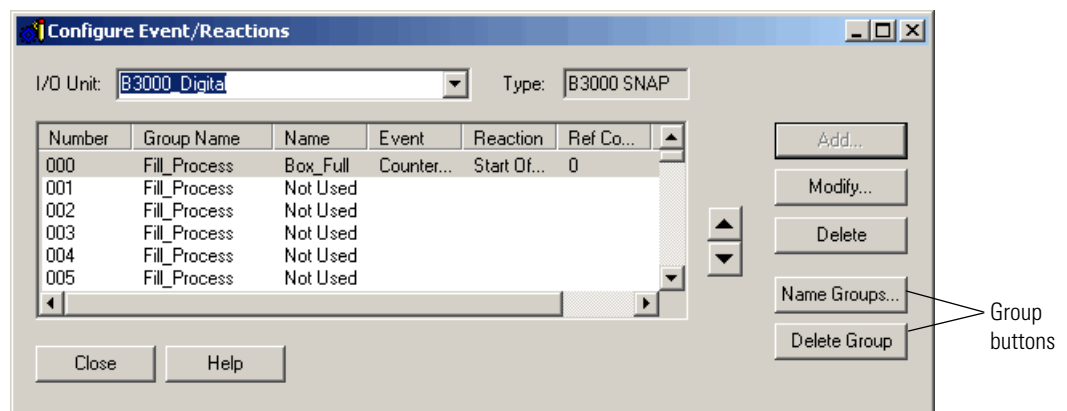 Configure Event/Reactions
I/O Unit: B3000_Digital Type: B3000 SNAP
Number Group Name Name Event Reaction Ref Co...
000 Fill_Process Box_Full Counter... Start Of... 0
001 Fill_Process Not Used
002 Fill_Process Not Used
003 Fill_Process Not Used
004 Fill_Process Not Used
005 Fill_Process Not Used
Add...
Modify...
Delete
Name Groups...
Delete Group
Group
buttons
Close Help